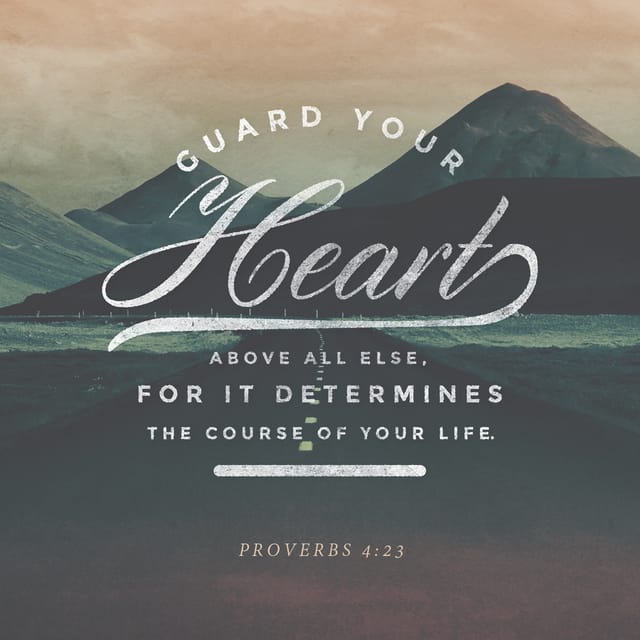 GUARD YOUR
Heart
ABOVE ALL ELSE,
FOR IT DETERMINES
THE COURSE OF YOUR LIFE.
PROVERBS 4:23